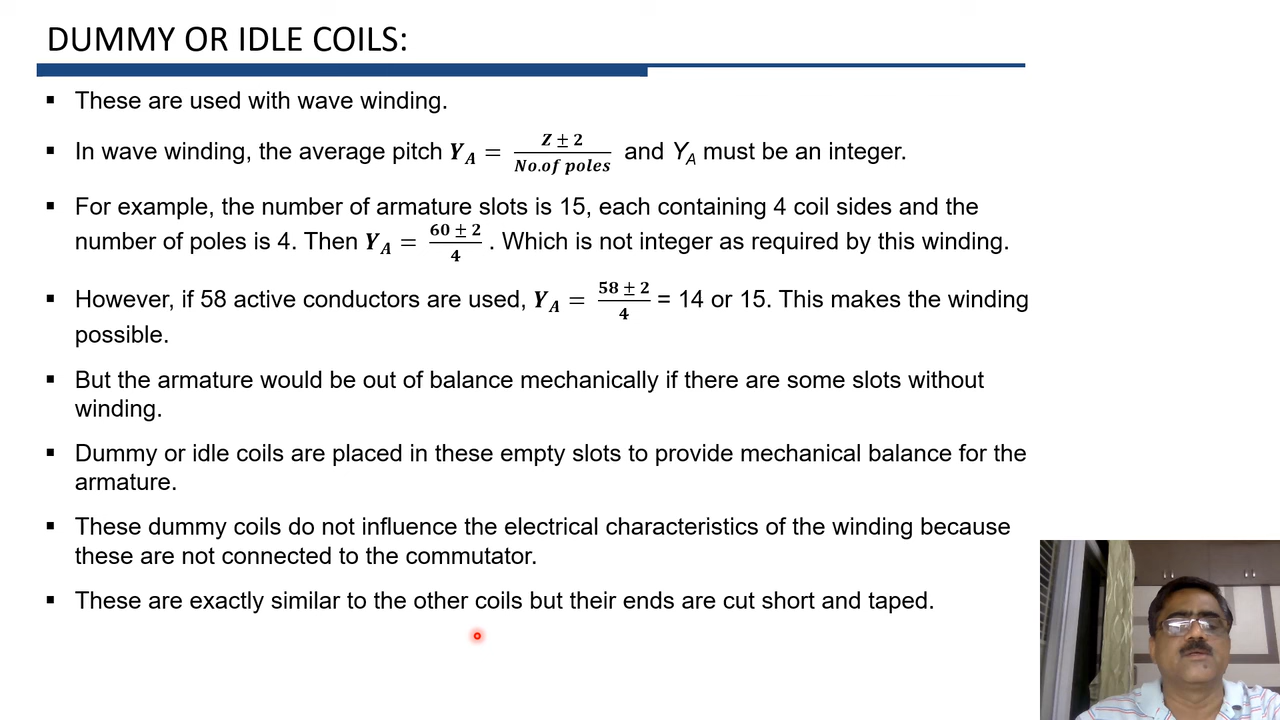 DUMMY OR IDLE COILS:
▪ These are used with wave winding.
▪ In wave winding, the average pitch Y_A = (Z ± 2)/(No.of poles) and Y_A must be an integer.
▪ For example, the number of armature slots is 15, each containing 4 coil sides and the
number of poles is 4. Then Y_A = (60 ± 2)/4 . Which is not integer as required by this winding.
▪ However, if 58 active conductors are used, Y_A = (58 ± 2)/4 = 14 or 15. This makes the winding
possible.
▪ But the armature would be out of balance mechanically if there are some slots without
winding.
▪ Dummy or idle coils are placed in these empty slots to provide mechanical balance for the
armature.
▪ These dummy coils do not influence the electrical characteristics of the winding because
these are not connected to the commutator.
▪ These are exactly similar to the other coils but their ends are cut short and taped.